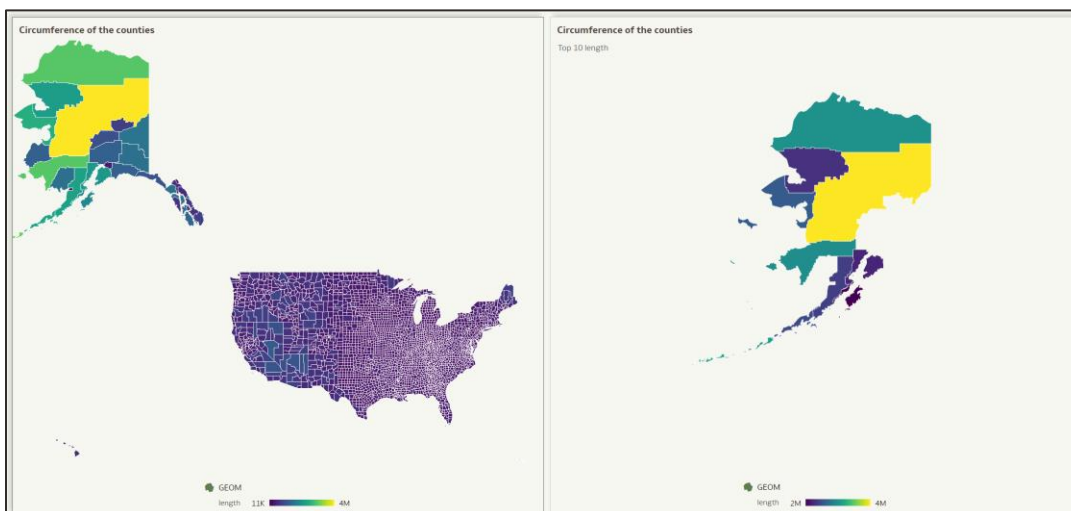 Circumference of the counties
GEOM
length 11K 4M
Circumference of the counties
Top 10 length
GEOM
length 2M 4M